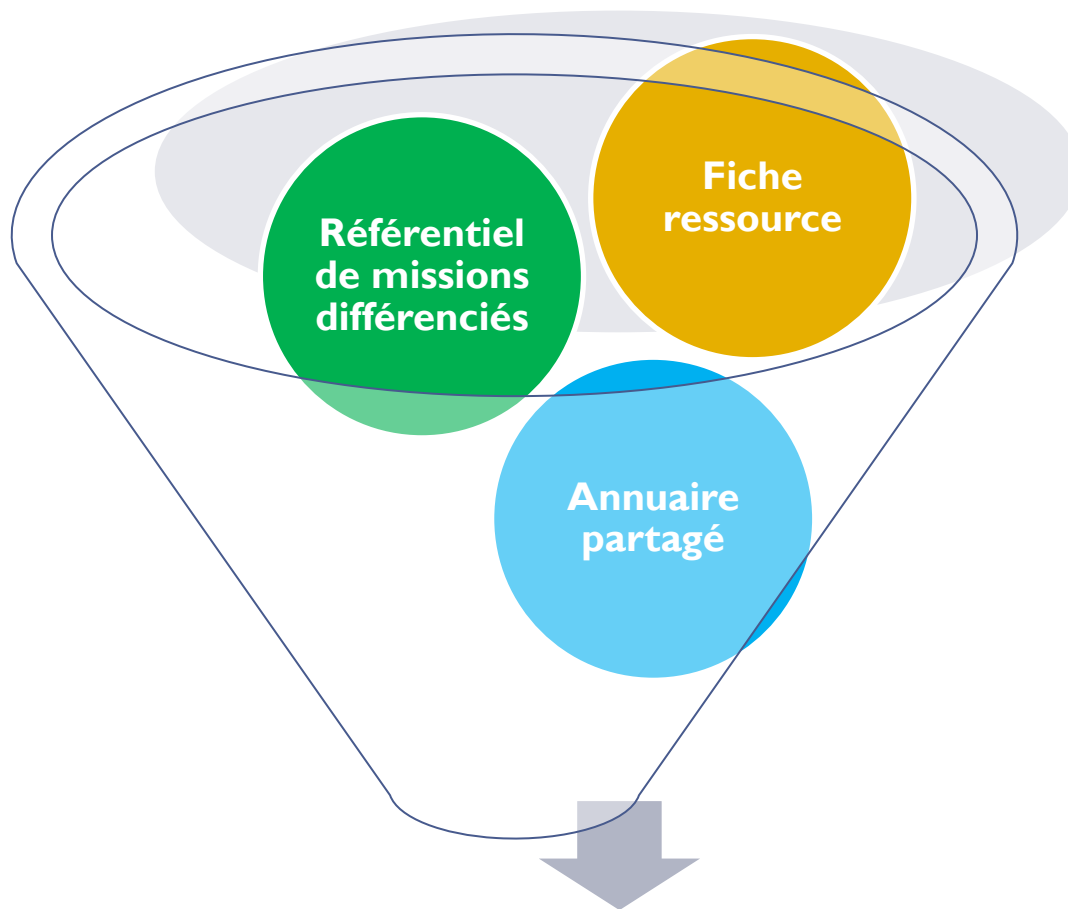 Fiche
ressource
Référentiel
de missions
différenciés
Annuaire
partagé